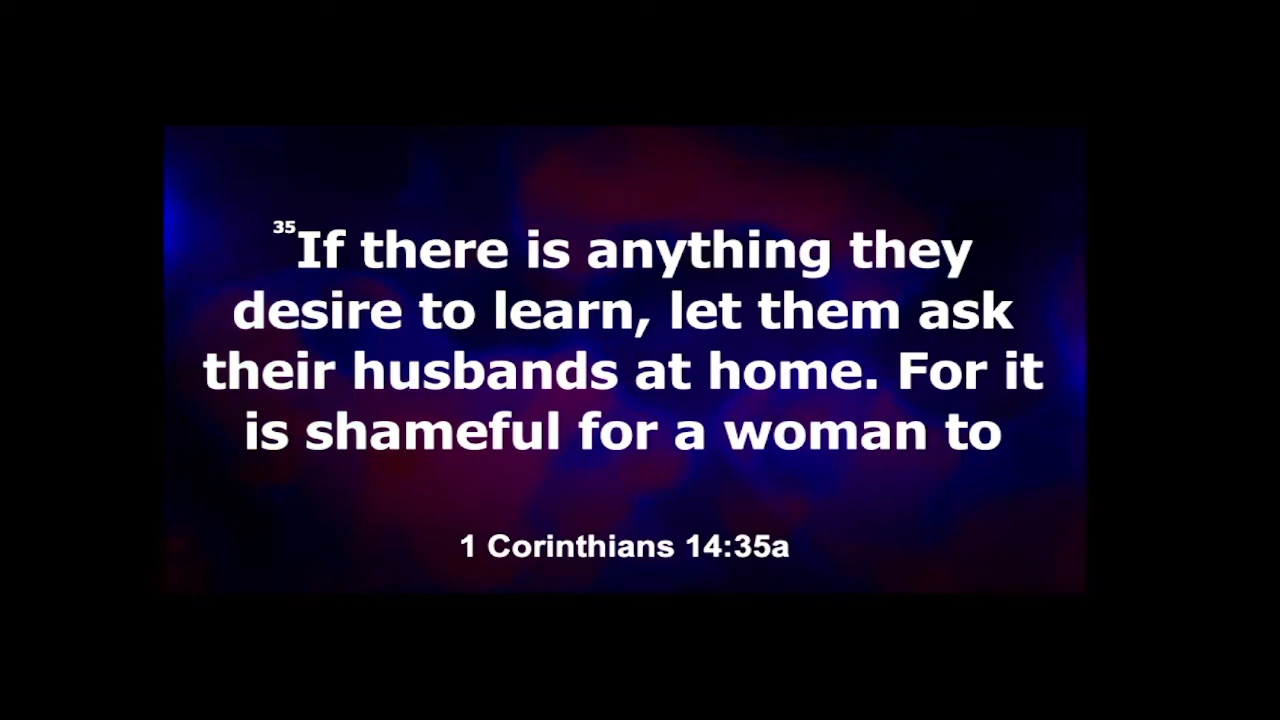 35If there is anything they
desire to learn, let them ask
their husbands at home. For it
is shameful for a woman to
1 Corinthians 14:35a